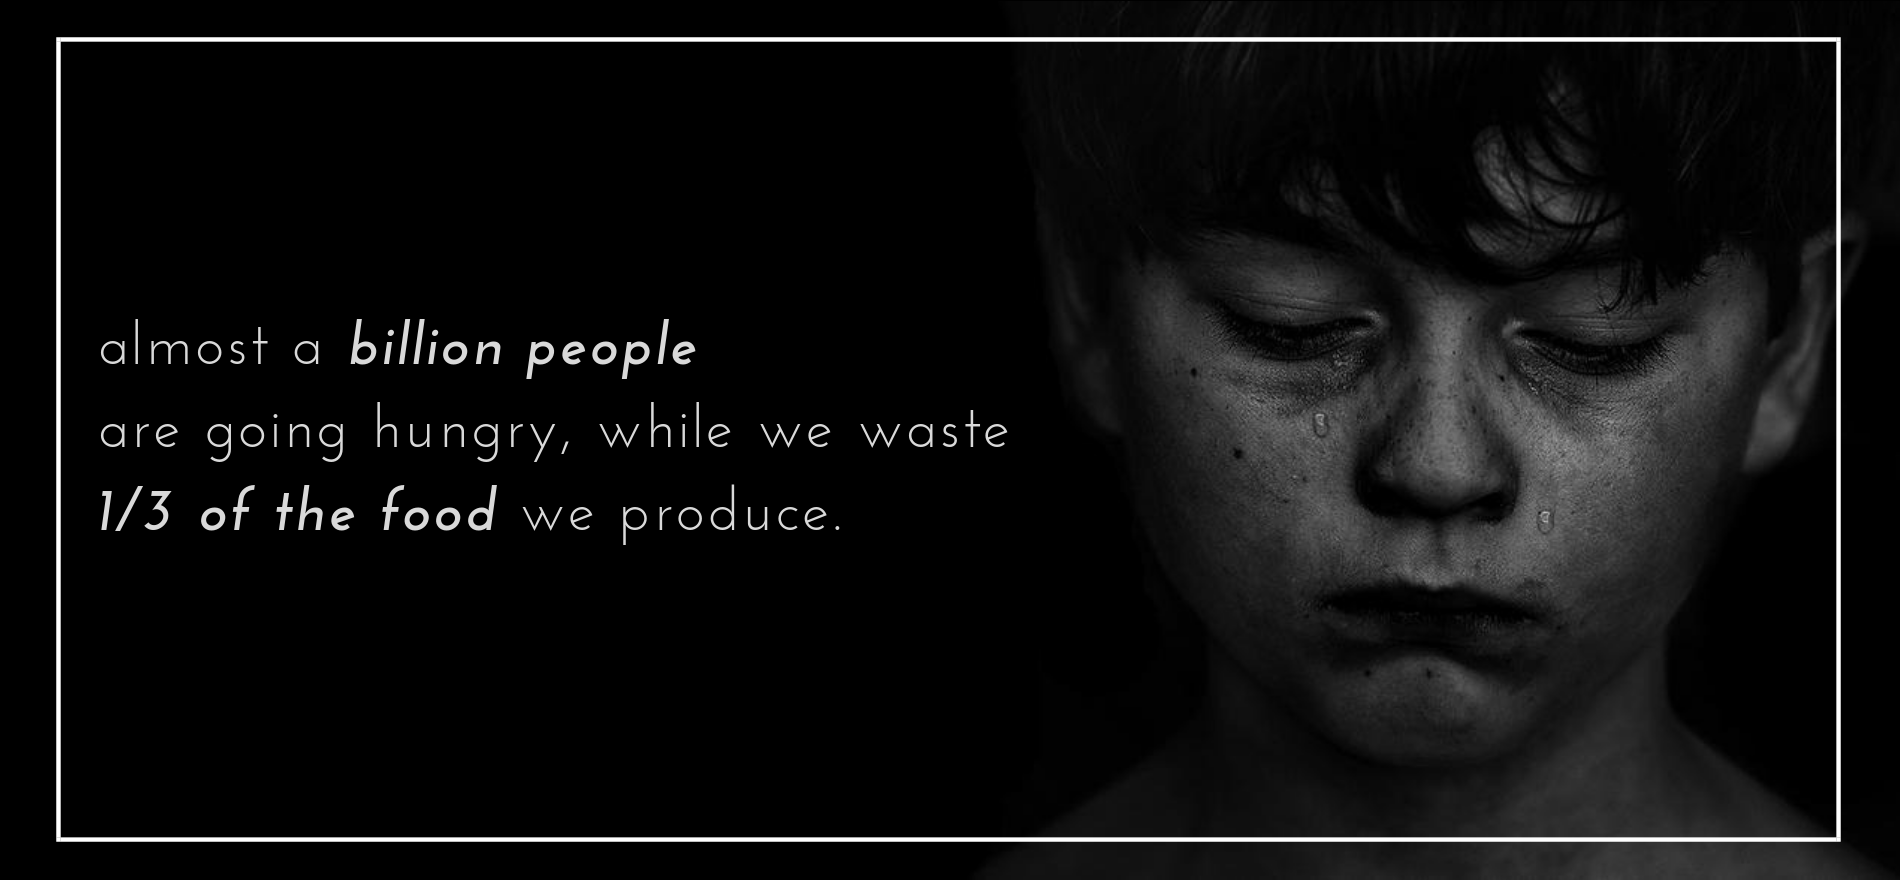 almost a billion people
are going hungry, while we waste
1/3 of the food we produce.